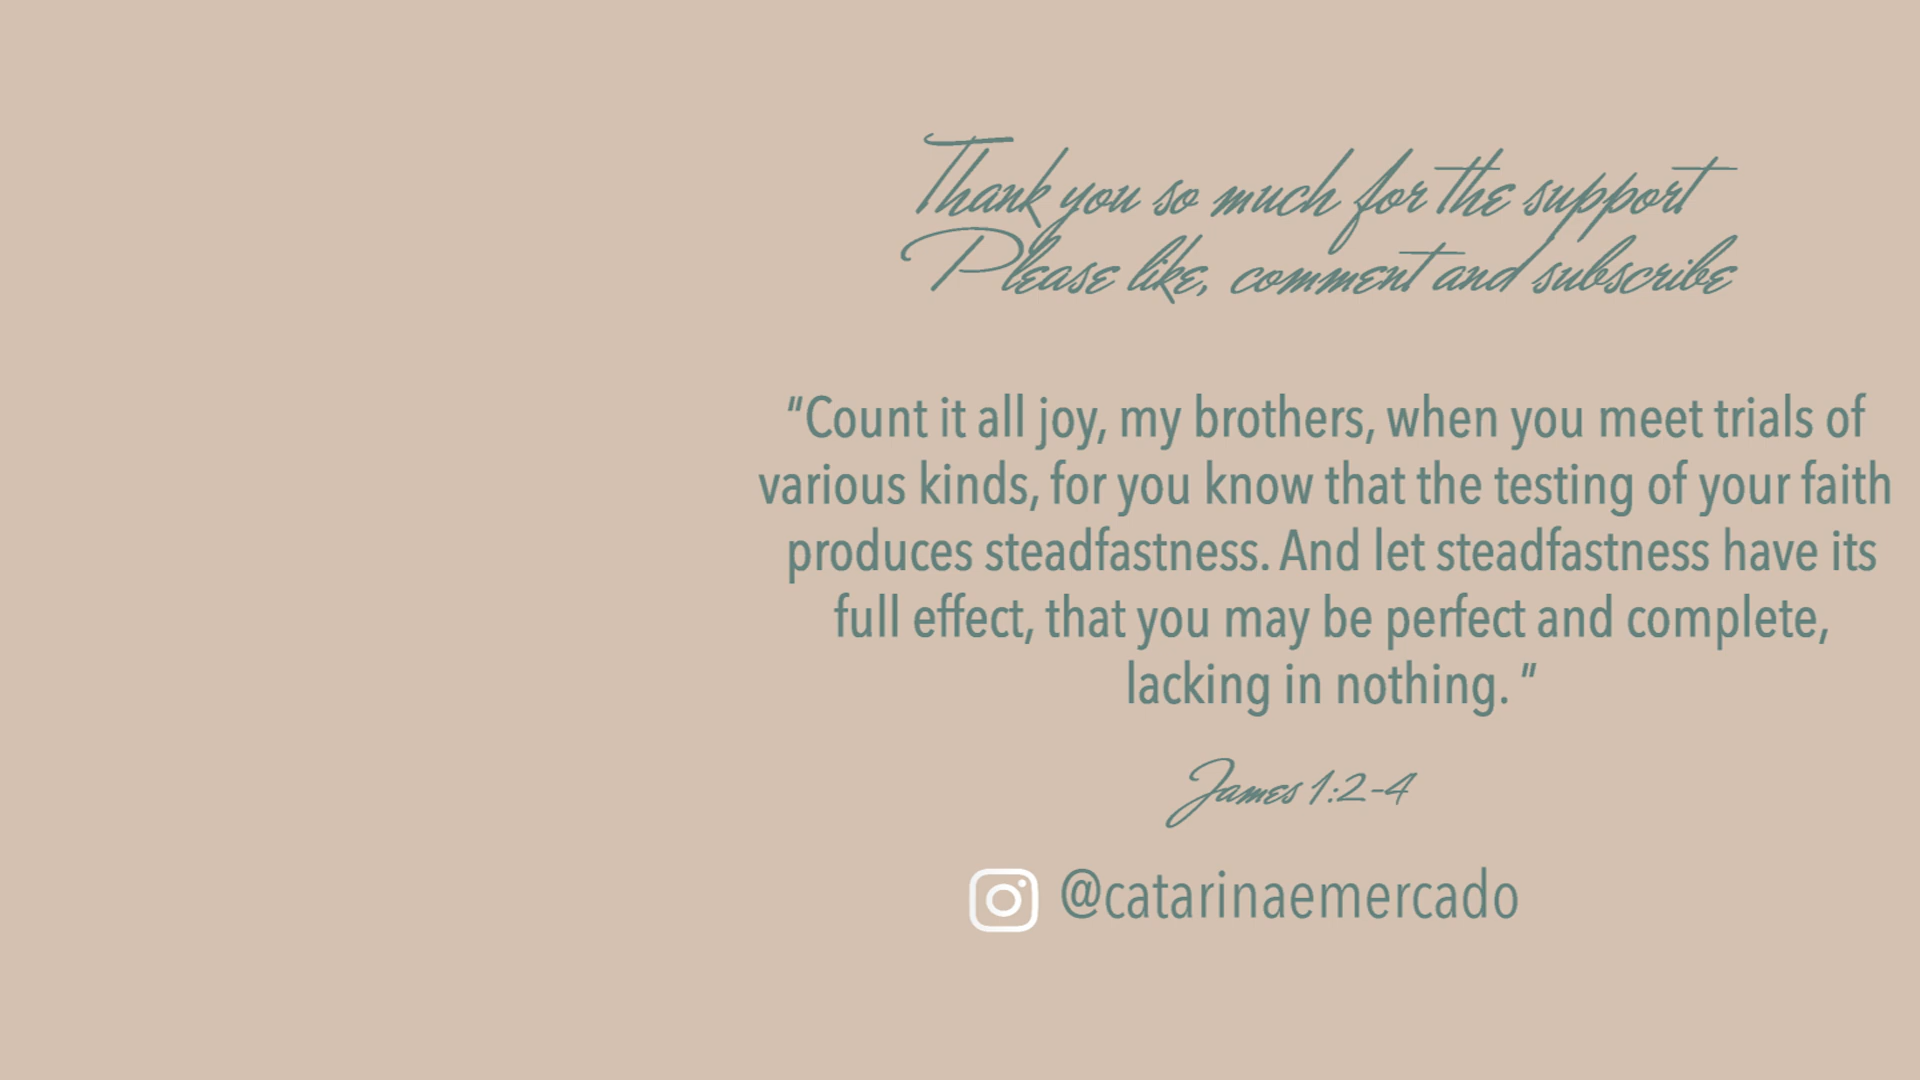 Thank you so much for the support
Please like, comment and subscribe
"Count it all joy, my brothers, when you meet trials of
various kinds, for you know that the testing of your faith
produces steadfastness. And let steadfastness have its
full effect, that you may be perfect and complete,
lacking in nothing. "
James 1:2-4
@catarinaemercado